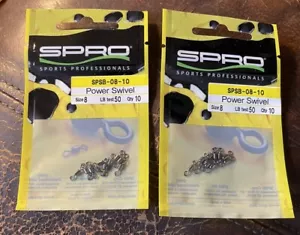 SPRO
SPORTS PROFESSIONALS
SPSB-08-10
Power Swivel
Size 8 LB test 50 Qty 10
SPRO
SPORTS PROFESSIONALS
SPSB-08-10
Power Swivel
Size 8 LB test 50 Qty 10